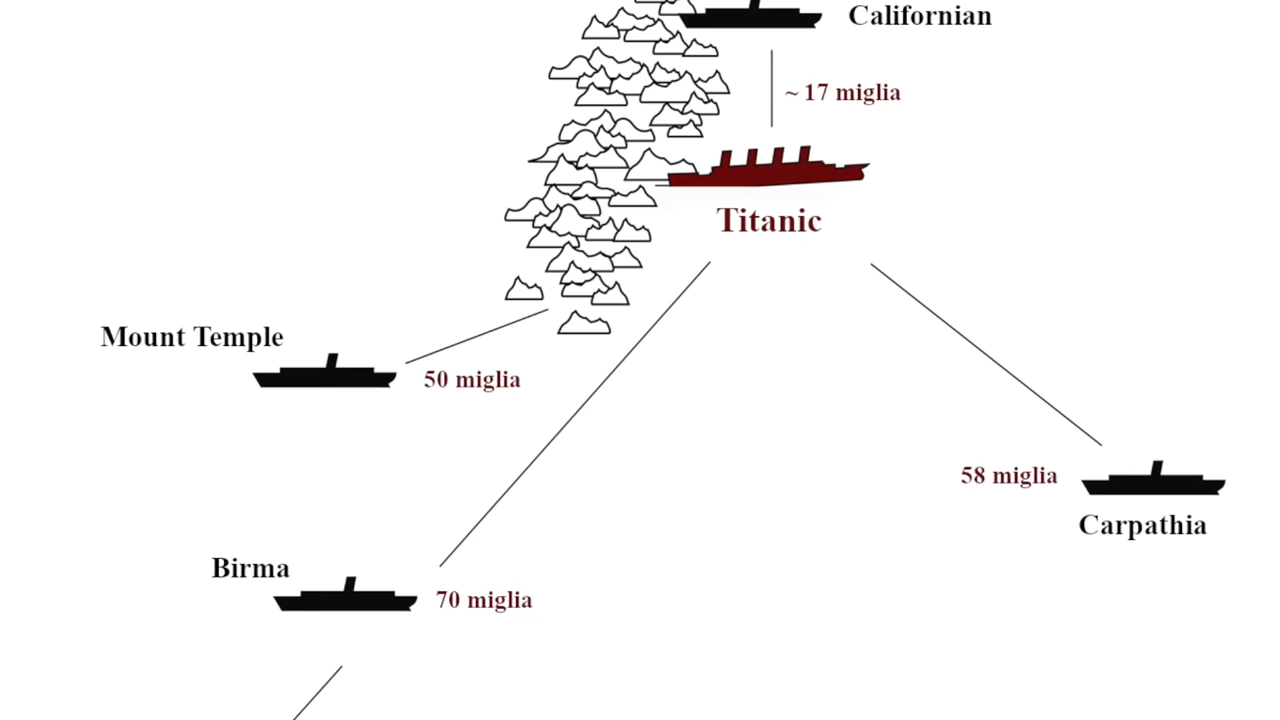 Californian
~ 17 miglia
Titanic
Mount Temple
50 miglia
58 miglia
Carpathia
Birma
70 miglia